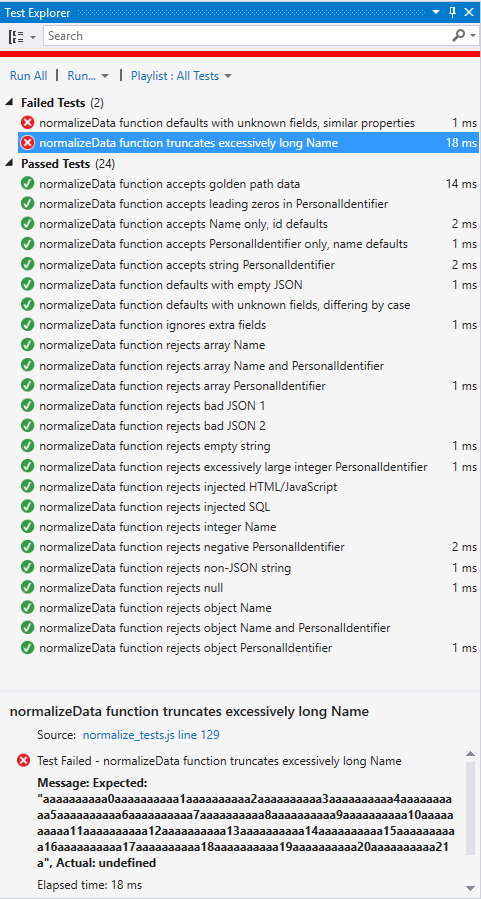 Test Explorer
Search
Run All | Run... | Playlist : All Tests
Failed Tests (2)
normalizeData function defaults with unknown fields, similar properties 1 ms
normalizeData function truncates excessively long Name 18 ms
Passed Tests (24)
normalizeData function accepts golden path data 14 ms
normalizeData function accepts leading zeros in PersonalIdentifier
normalizeData function accepts Name only, id defaults 2 ms
normalizeData function accepts PersonalIdentifier only, name defaults 1 ms
normalizeData function accepts string PersonalIdentifier 2 ms
normalizeData function defaults with empty JSON 1 ms
normalizeData function defaults with unknown fields, differing by case
normalizeData function ignores extra fields 1 ms
normalizeData function rejects array Name
normalizeData function rejects array Name and PersonalIdentifier
normalizeData function rejects array PersonalIdentifier 1 ms
normalizeData function rejects bad JSON 1
normalizeData function rejects bad JSON 2
normalizeData function rejects empty string 1 ms
normalizeData function rejects excessively large integer PersonalIdentifier 1 ms
normalizeData function rejects injected HTML/JavaScript
normalizeData function rejects injected SQL
normalizeData function rejects integer Name
normalizeData function rejects negative PersonalIdentifier 2 ms
normalizeData function rejects non-JSON string 1 ms
normalizeData function rejects null 1 ms
normalizeData function rejects object Name
normalizeData function rejects object Name and PersonalIdentifier
normalizeData function rejects object PersonalIdentifier 1 ms
normalizeData function truncates excessively long Name
Source: normalize_tests.js line 129
Test Failed - normalizeData function truncates excessively long Name
Message: Expected:
"aaaaaaaaaa0aaaaaaaaaa1aaaaaaaaaa2aaaaaaaaaa3aaaaaaaaaa4aaaaaaaa
aa5aaaaaaaaaa6aaaaaaaaaa7aaaaaaaaaa8aaaaaaaaaa9aaaaaaaaaa10aaaaa
aaaaa11aaaaaaaaaa12aaaaaaaaaa13aaaaaaaaaa14aaaaaaaaaa15aaaaaaaaa
a16aaaaaaaaaa17aaaaaaaaaa18aaaaaaaaaa19aaaaaaaaaa20aaaaaaaaaa21a
a", Actual: undefined
Elapsed time: 18 ms